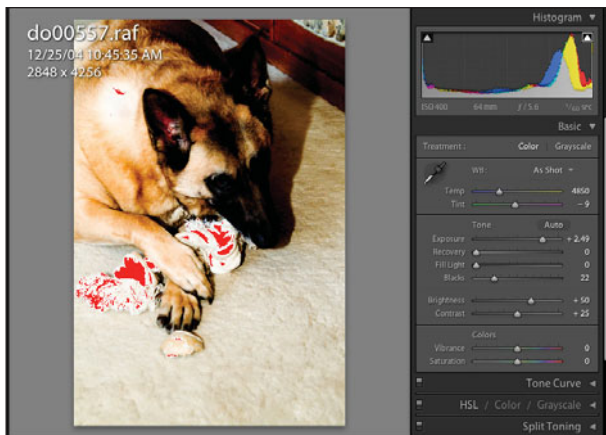 do00557.raf
12/25/04 10:45:35 AM
2848 x 4256
Histogram
ISO 400 64 mm ƒ / 5.6 1/60 sec
Basic
Treatment : Color Grayscale
WB : As Shot
Temp 4850
Tint - 9
Tone Auto
Exposure + 2.49
Recovery 0
Fill Light 0
Blacks 22
Brightness + 50
Contrast + 25
Colors
Vibrance 0
Saturation 0
Tone Curve
HSL / Color / Grayscale
Split Toning